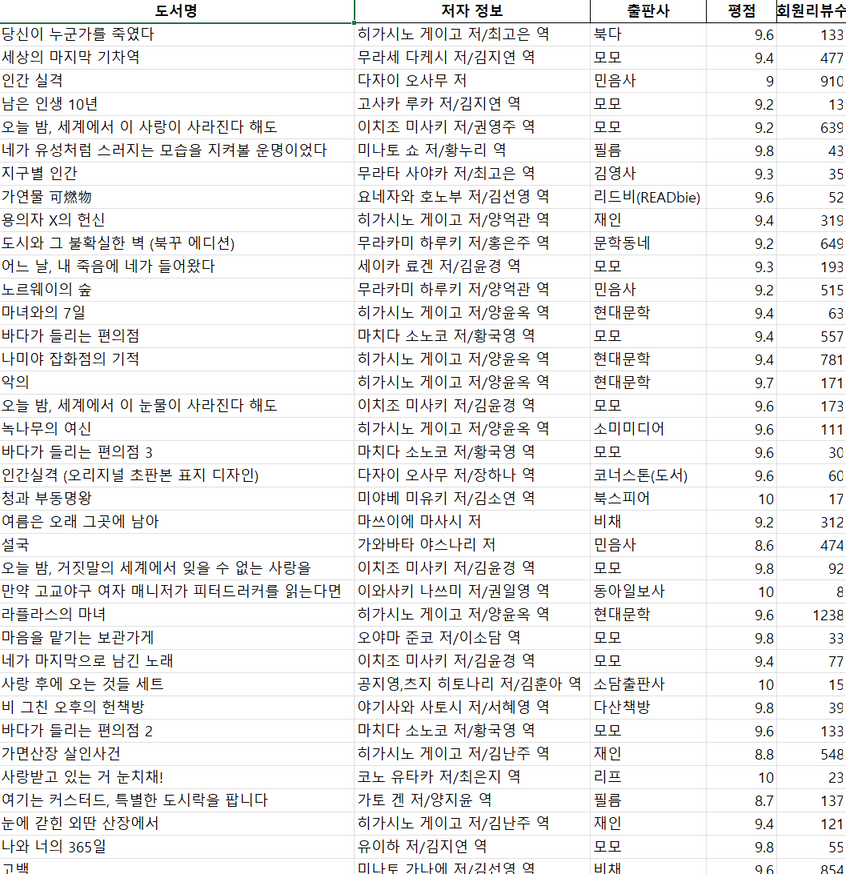 도서명 저자 정보 출판사 평점 회원리뷰수
당신이 누군가를 죽였다 히가시노 게이고 저/최고은 역 북다 9.6 133
세상의 마지막 기차역 무라세 다케시 저/김지연 역 모모 9.4 477
인간 실격 다자이 오사무 저 민음사 9 910
남은 인생 10년 고사카 루카 저/김지연 역 모모 9.2 13
오늘 밤, 세계에서 이 사랑이 사라진다 해도 이치조 미사키 저/권영주 역 모모 9.2 639
네가 유성처럼 스러지는 모습을 지켜볼 운명이었다 미나토 쇼 저/황누리 역 필름 9.8 43
지구별 인간 무라타 사야카 저/최고은 역 김영사 9.3 35
가연물 可燃物 요네자와 호노부 저/김선영 역 리드비(READbie) 9.6 52
용의자 X의 헌신 히가시노 게이고 저/양억관 역 재인 9.4 319
도시와 그 불확실한 벽 (북꾸 에디션) 무라카미 하루키 저/홍은주 역 문학동네 9.2 649
어느 날, 내 죽음에 네가 들어왔다 세이카 료겐 저/김윤경 역 모모 9.3 193
노르웨이의 숲 무라카미 하루키 저/양억관 역 민음사 9.2 515
마녀와의 7일 히가시노 게이고 저/양윤옥 역 현대문학 9.4 63
바다가 들리는 편의점 마치다 소노코 저/황국영 역 모모 9.4 557
나미야 잡화점의 기적 히가시노 게이고 저/양윤옥 역 현대문학 9.4 781
악의 히가시노 게이고 저/양윤옥 역 현대문학 9.7 171
오늘 밤, 세계에서 이 눈물이 사라진다 해도 이치조 미사키 저/김윤경 역 모모 9.6 173
녹나무의 여신 히가시노 게이고 저/양윤옥 역 소미미디어 9.6 111
바다가 들리는 편의점 3 마치다 소노코 저/황국영 역 모모 9.6 30
인간실격 (오리지널 초판본 표지 디자인) 다자이 오사무 저/장하나 역 코너스톤(도서) 9.6 60
청과 부동명왕 미야베 미유키 저/김소연 역 북스피어 10 17
여름은 오래 그곳에 남아 마쓰이에 마사시 저 비채 9.2 312
설국 가와바타 야스나리 저 민음사 8.6 474
오늘 밤, 거짓말의 세계에서 잊을 수 없는 사랑을 이치조 미사키 저/김윤경 역 모모 9.8 92
만약 고교야구 여자 매니저가 피터드러커를 읽는다면 이와사키 나쓰미 저/권일영 역 동아일보사 10 8
라플라스의 마녀 히가시노 게이고 저/양윤옥 역 현대문학 9.6 1238
마음을 맡기는 보관가게 오야마 준코 저/이소담 역 모모 9.8 33
네가 마지막으로 남긴 노래 이치조 미사키 저/김윤경 역 모모 9.4 77
사랑 후에 오는 것들 세트 공지영,츠지 히토나리 저/김훈아 역 소담출판사 10 15
비 그친 오후의 헌책방 야기사와 사토시 저/서혜영 역 다산책방 9.8 39
바다가 들리는 편의점 2 마치다 소노코 저/황국영 역 모모 9.6 133
가면산장 살인사건 히가시노 게이고 저/김난주 역 재인 8.8 548
사랑받고 있는 거 눈치채! 코노 유타카 저/최은지 역 리프 10 23
여기는 커스터드, 특별한 도시락을 팝니다 가토 겐 저/양지윤 역 필름 8.7 137
눈에 갇힌 외딴 산장에서 히가시노 게이고 저/김난주 역 재인 9.4 121
나와 너의 365일 유이하 저/김지연 역 모모 9.8 55
고백 미나토 가나에 저/김선영 역 비채 9.6 854